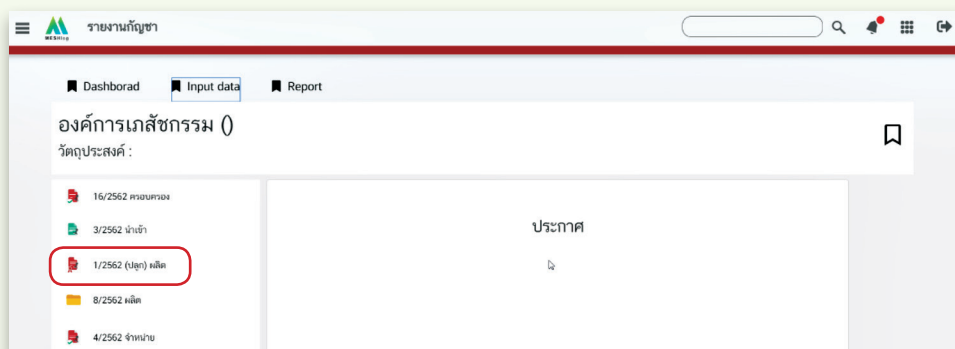 รายงานกัญชา
MESHlog
Dashborad Input data Report
องค์การเภสัชกรรม ()
วัตถุประสงค์ :
16/2562 ครอบครอง
3/2562 นำเข้า
1/2562 (ปลูก) ผลิต
8/2562 ผลิต
4/2562 จำหน่าย
ประกาศ